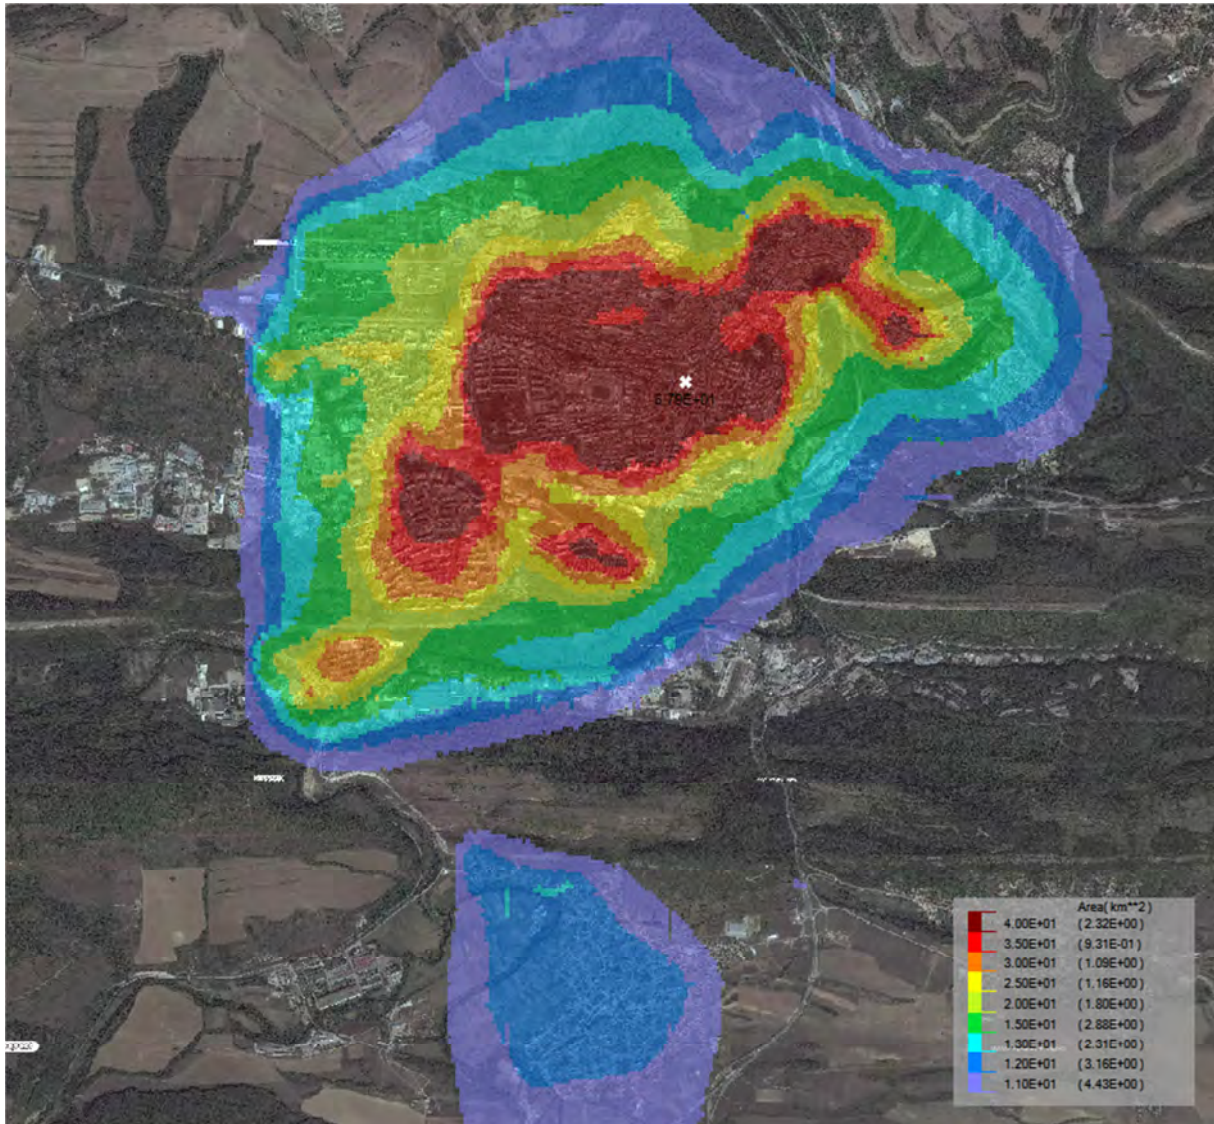 Area( km**2 )
4.00E+01 ( 2.32E+00)
3.50E+01 ( 9.31E-01)
3.00E+01 ( 1.09E+00)
2.50E+01 ( 1.16E+00)
2.00E+01 ( 1.80E+00)
1.50E+01 ( 2.88E+00)
1.30E+01 ( 2.31E+00)
1.20E+01 ( 3.16E+00)
1.10E+01 ( 4.43E+00)